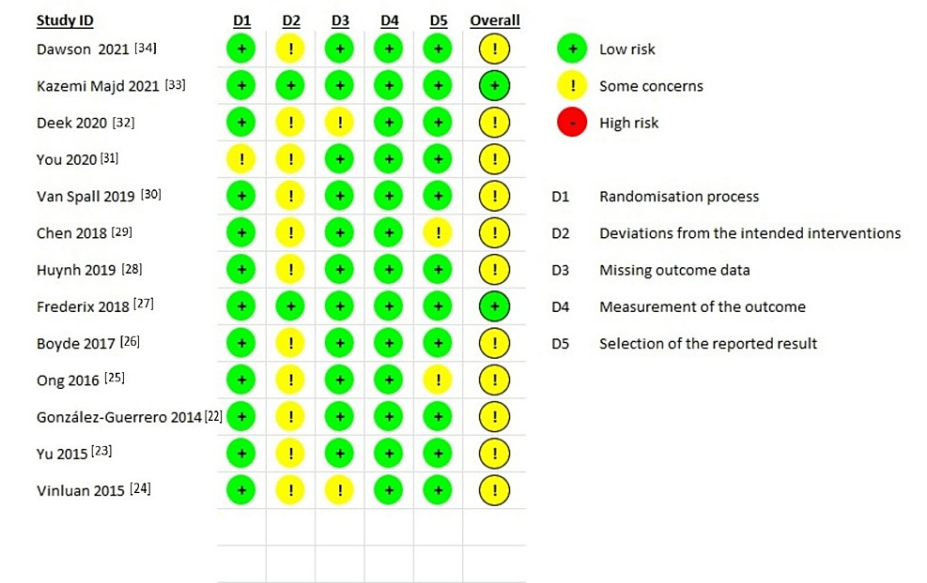 Study ID D1 D2 D3 D4 D5 Overall
Dawson 2021 [34] + ! + + + !
Kazemi Majd 2021 [33] + + + + + +
Deek 2020 [32] + ! ! + + !
You 2020 [31] ! ! + + + !
Van Spall 2019 [30] + ! + + + !
Chen 2018 [29] + ! + + ! !
Huynh 2019 [28] + ! + + + !
Frederix 2018 [27] + + + + + +
Boyde 2017 [26] + ! + + + !
Ong 2016 [25] + ! + + ! !
González-Guerrero 2014 [22] + ! + + + !
Yu 2015 [23] + ! + + + !
Vinluan 2015 [24] + ! ! + + !
+ Low risk
! Some concerns
- High risk
D1 Randomisation process
D2 Deviations from the intended interventions
D3 Missing outcome data
D4 Measurement of the outcome
D5 Selection of the reported result